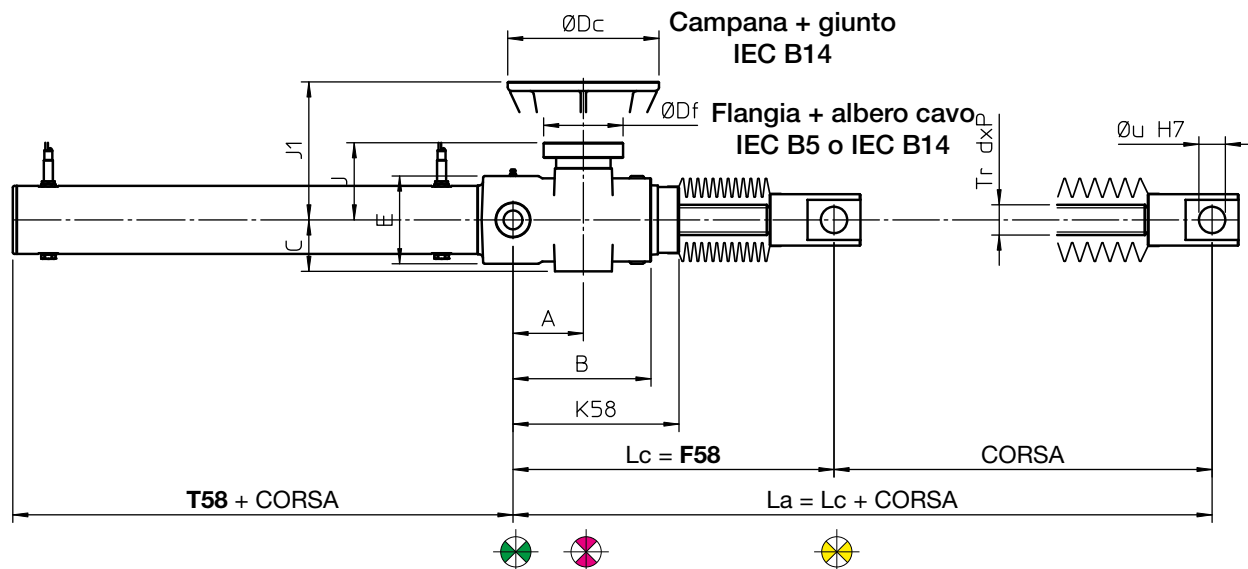 ØDc
Campana + giunto
IEC B14
ØDf
Flangia + albero cavo
IEC B5 o IEC B14
Øu H7
Tr dxP
J1
J
E
C
A
B
K58
Lc = F58
CORSA
T58 + CORSA
La = Lc + CORSA